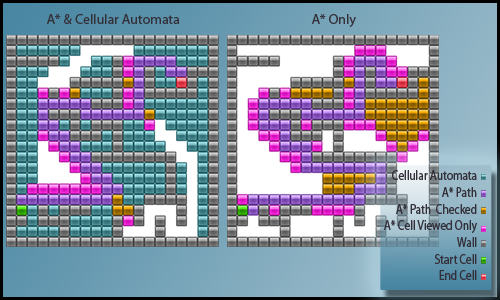 A* & Cellular Automata
A* Only
Cellular Automata
A* Path
A* Path Checked
A* Cell Viewed Only
Wall
Start Cell
End Cell